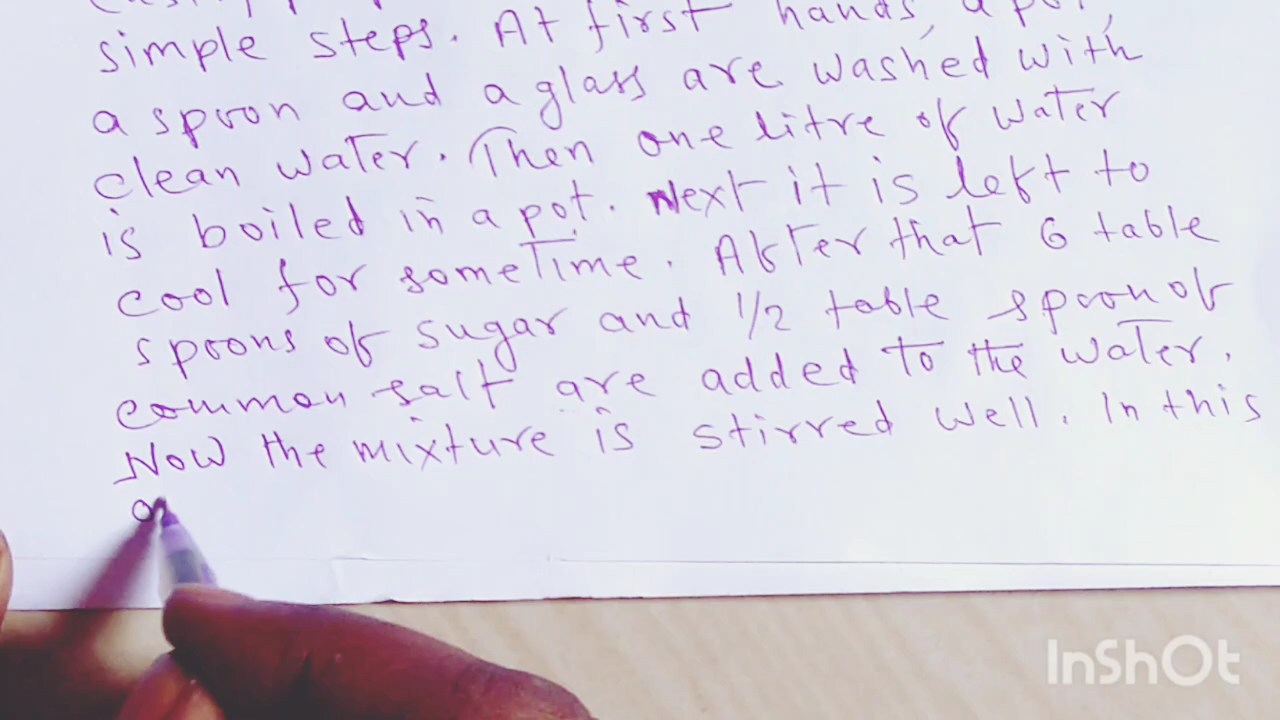 simple steps. At first hands, a pot,
a spoon and a glass are washed with
clean water. Then one litre of water
is boiled in a pot. Next it is left to
cool for sometime. After that 6 table
spoons of sugar and 1/2 table spoon of
common salt are added to the water.
Now the mixture is stirred well. In this
InShOt